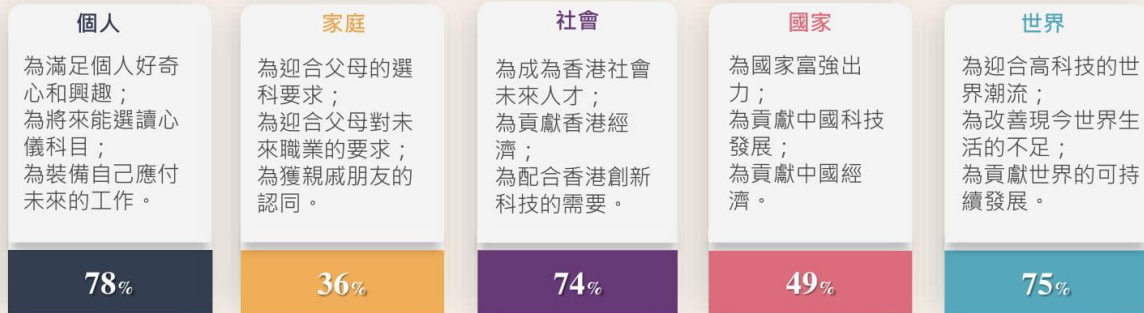 個人
為滿足個人好奇
心和興趣；
為將來能選讀心
儀科目；
為裝備自己應付
未來的工作。
78%
家庭
為迎合父母的選
科要求；
為迎合父母對未
來職業的要求；
為獲親戚朋友的
認同。
36%
社會
為成為香港社會
未來人才；
為貢獻香港經
濟；
為配合香港創新
科技的需要。
74%
國家
為國家富強出
力；
為貢獻中國科技
發展；
為貢獻中國經
濟。
49%
世界
為迎合高科技的世
界潮流；
為改善現今世界生
活的不足；
為貢獻世界的可持
續發展。
75%